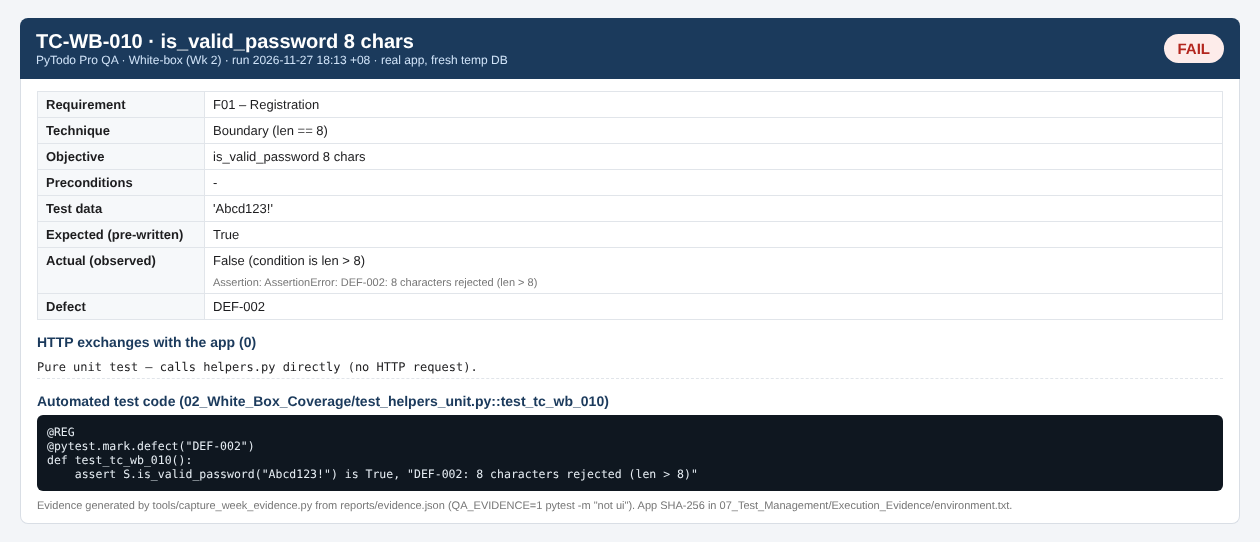 TC-WB-010 · is_valid_password 8 chars
PyTodo Pro QA · White-box (Wk 2) · run 2026-11-27 18:13 +08 · real app, fresh temp DB
FAIL
Requirement F01 – Registration
Technique Boundary (len == 8)
Objective is_valid_password 8 chars
Preconditions -
Test data 'Abcd123!'
Expected (pre-written) True
Actual (observed) False (condition is len > 8)
Assertion: AssertionError: DEF-002: 8 characters rejected (len > 8)
Defect DEF-002
HTTP exchanges with the app (0)
Pure unit test — calls helpers.py directly (no HTTP request).
Automated test code (02_White_Box_Coverage/test_helpers_unit.py::test_tc_wb_010)
@REG
@pytest.mark.defect("DEF-002")
def test_tc_wb_010():
    assert S.is_valid_password("Abcd123!") is True, "DEF-002: 8 characters rejected (len > 8)"
Evidence generated by tools/capture_week_evidence.py from reports/evidence.json (QA_EVIDENCE=1 pytest -m "not ui"). App SHA-256 in 07_Test_Management/Execution_Evidence/environment.txt.